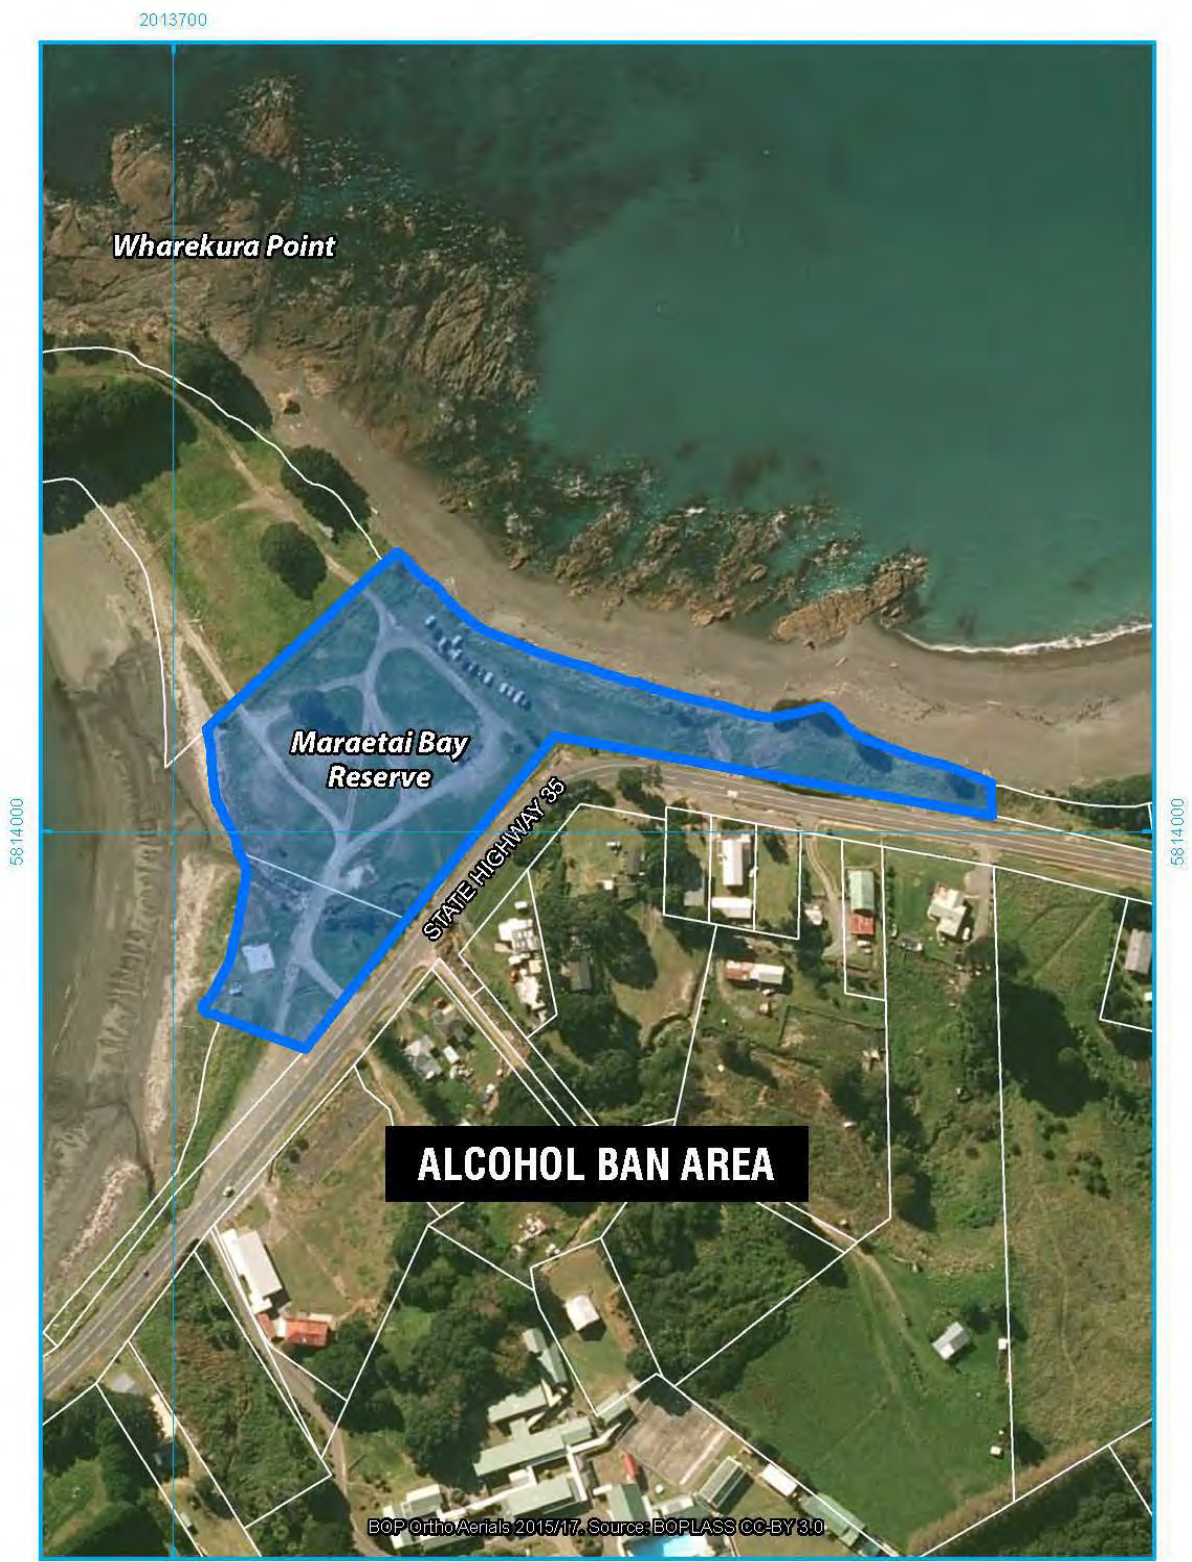 2013700
Wharekura Point
Maraetai Bay
Reserve
STATE HIGHWAY 35
5814000
5814000
ALCOHOL BAN AREA
BOP Ortho Aerials 2015/17. Source: BOPLASS CC-BY 3.0